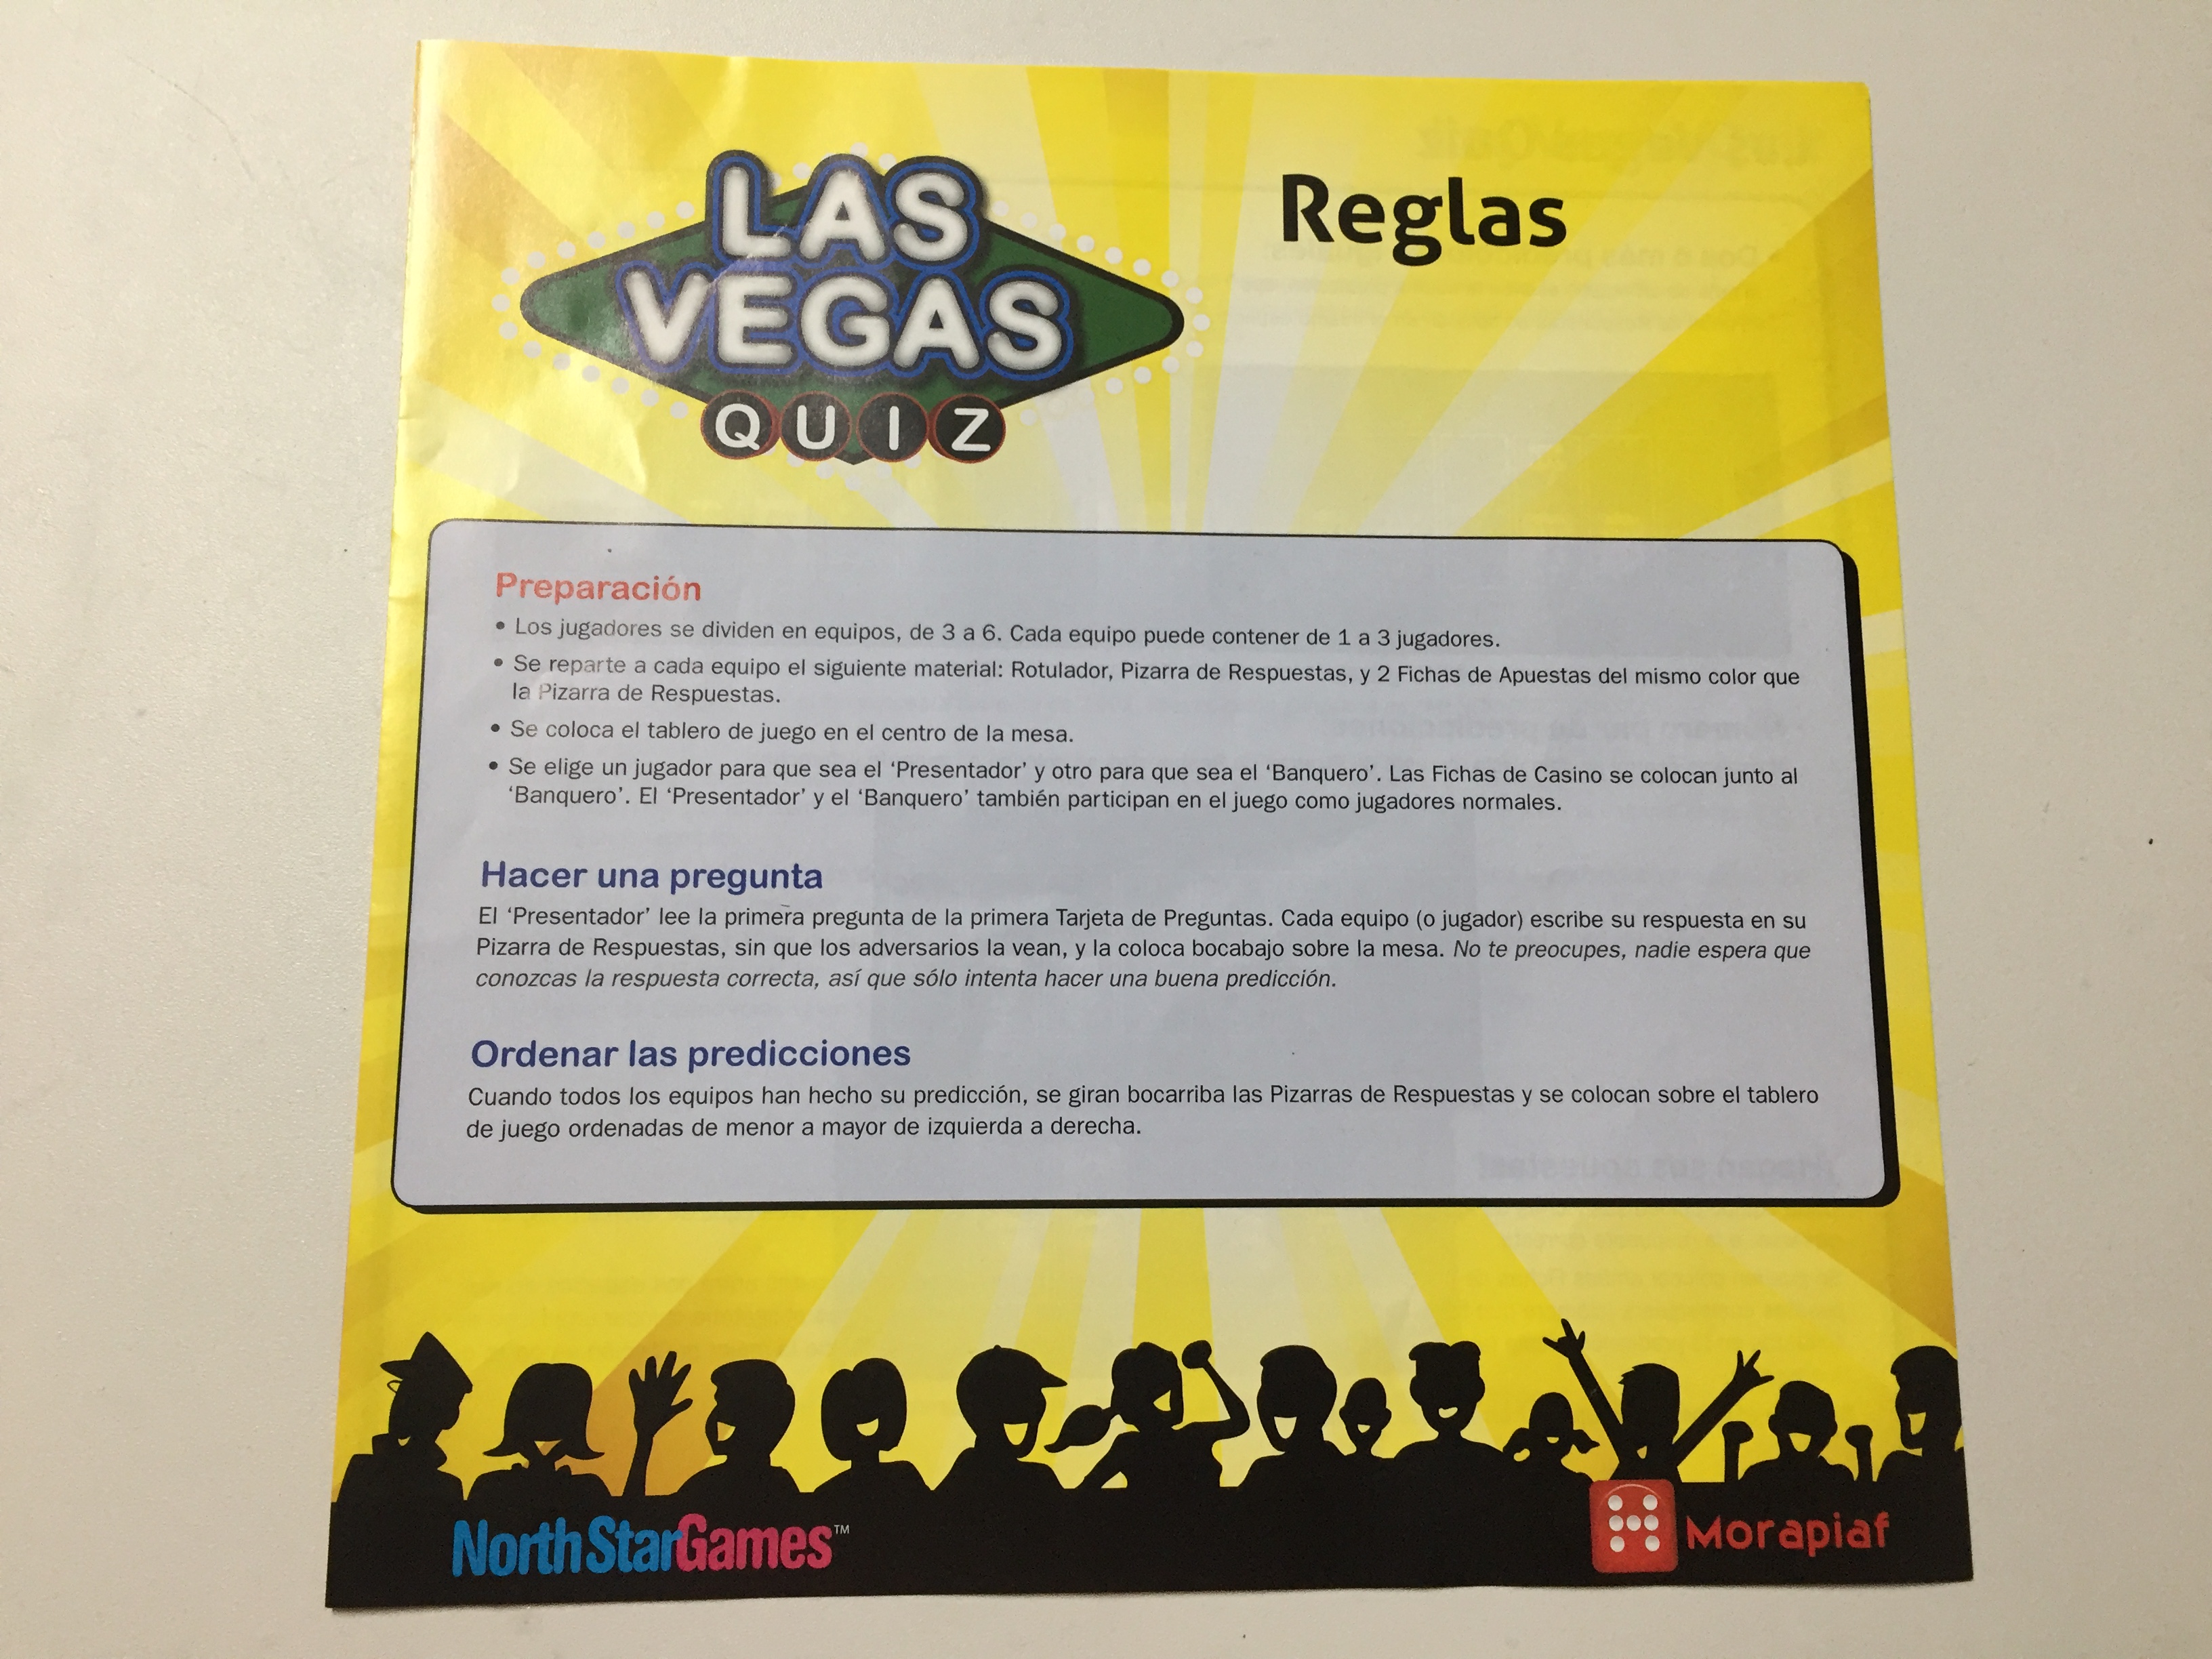 LAS
VEGAS
QUIZ
Reglas
Preparación
• Los jugadores se dividen en equipos, de 3 a 6. Cada equipo puede contener de 1 a 3 jugadores.
• Se reparte a cada equipo el siguiente material: Rotulador, Pizarra de Respuestas, y 2 Fichas de Apuestas del mismo color que
la Pizarra de Respuestas.
• Se coloca el tablero de juego en el centro de la mesa.
• Se elige un jugador para que sea el ‘Presentador’ y otro para que sea el ‘Banquero’. Las Fichas de Casino se colocan junto al
‘Banquero’. El ‘Presentador’ y el ‘Banquero’ también participan en el juego como jugadores normales.
Hacer una pregunta
El ‘Presentador’ lee la primera pregunta de la primera Tarjeta de Preguntas. Cada equipo (o jugador) escribe su respuesta en su
Pizarra de Respuestas, sin que los adversarios la vean, y la coloca bocabajo sobre la mesa. No te preocupes, nadie espera que
conozcas la respuesta correcta, así que sólo intenta hacer una buena predicción.
Ordenar las predicciones
Cuando todos los equipos han hecho su predicción, se giran bocarriba las Pizarras de Respuestas y se colocan sobre el tablero
de juego ordenadas de menor a mayor de izquierda a derecha.
NorthStarGames™
Morapiaf